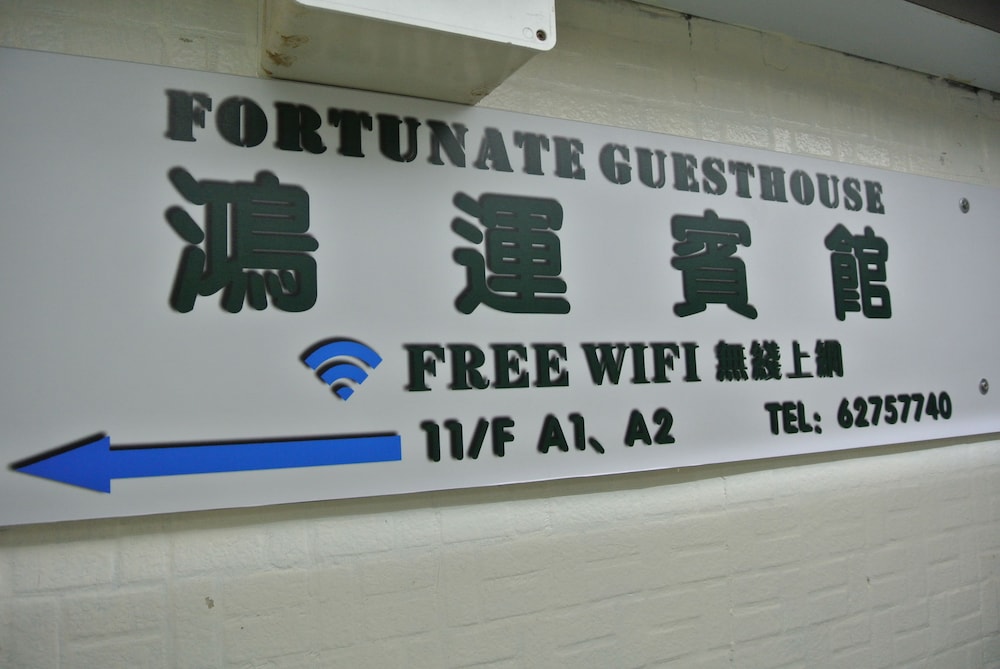 FORTUNATE GUESTHOUSE
鴻運賓館
FREE WIFI 無綫上網
11/F A1、A2 TEL: 62757740